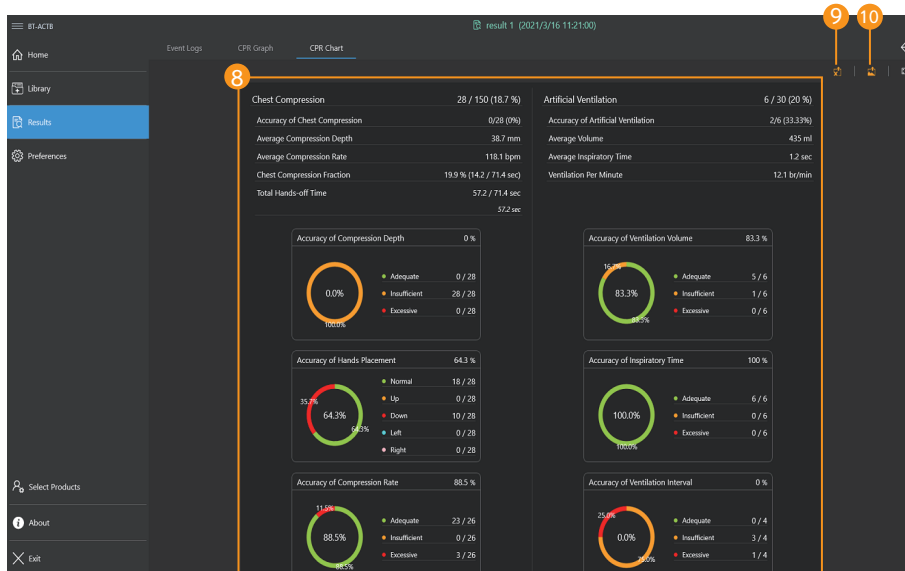 BT-ACTB
result 1 (2021/3/16 11:21:00)
9 10
Home
Library
Results
Preferences
Select Products
About
Exit
Event Logs CPR Graph CPR Chart
8
Chest Compression 28 / 150 (18.7 %)
Accuracy of Chest Compression 0/28 (0%)
Average Compression Depth 38.7 mm
Average Compression Rate 118.1 bpm
Chest Compression Fraction 19.9 % (14.2 / 71.4 sec)
Total Hands-off Time 57.2 / 71.4 sec
57.2 sec
Artificial Ventilation 6 / 30 (20 %)
Accuracy of Artificial Ventilation 2/6 (33.33%)
Average Volume 435 ml
Average Inspiratory Time 1.2 sec
Ventilation Per Minute 12.1 br/min
Accuracy of Compression Depth 0 %
0.0%
100.0%
Adequate 0 / 28
Insufficient 28 / 28
Excessive 0 / 28
Accuracy of Ventilation Volume 83.3 %
16.7%
83.3%
83.3%
Adequate 5 / 6
Insufficient 1 / 6
Excessive 0 / 6
Accuracy of Hands Placement 64.3 %
35.7%
64.3%
64.3%
Normal 18 / 28
Up 0 / 28
Down 10 / 28
Left 0 / 28
Right 0 / 28
Accuracy of Inspiratory Time 100 %
100.0%
100.0%
Adequate 6 / 6
Insufficient 0 / 6
Excessive 0 / 6
Accuracy of Compression Rate 88.5 %
11.5%
88.5%
88.5%
Adequate 23 / 26
Insufficient 0 / 26
Excessive 3 / 26
Accuracy of Ventilation Interval 0 %
25.0%
0.0%
75.0%
Adequate 0 / 4
Insufficient 3 / 4
Excessive 1 / 4